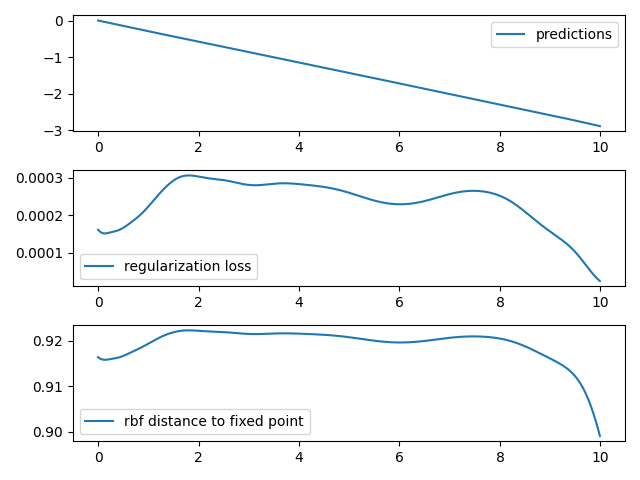 0
-1
-2
-3
predictions
0 2 4 6 8 10
0.0003
0.0002
0.0001
regularization loss
0 2 4 6 8 10
0.92
0.91
0.90
rbf distance to fixed point
0 2 4 6 8 10